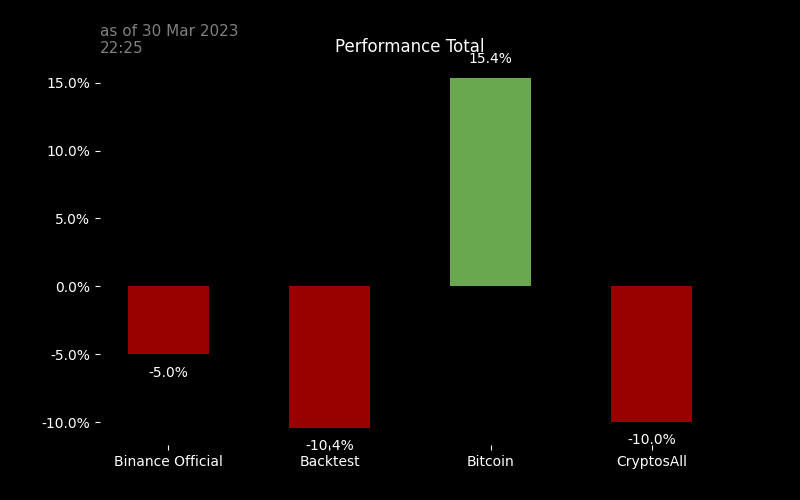 as of 30 Mar 2023
22:25
Performance Total
15.4%
15.0%
10.0%
5.0%
0.0%
-5.0%
-5.0%
-10.0%
-10.4%
-10.0%
Binance Official
Backtest
Bitcoin
CryptosAll